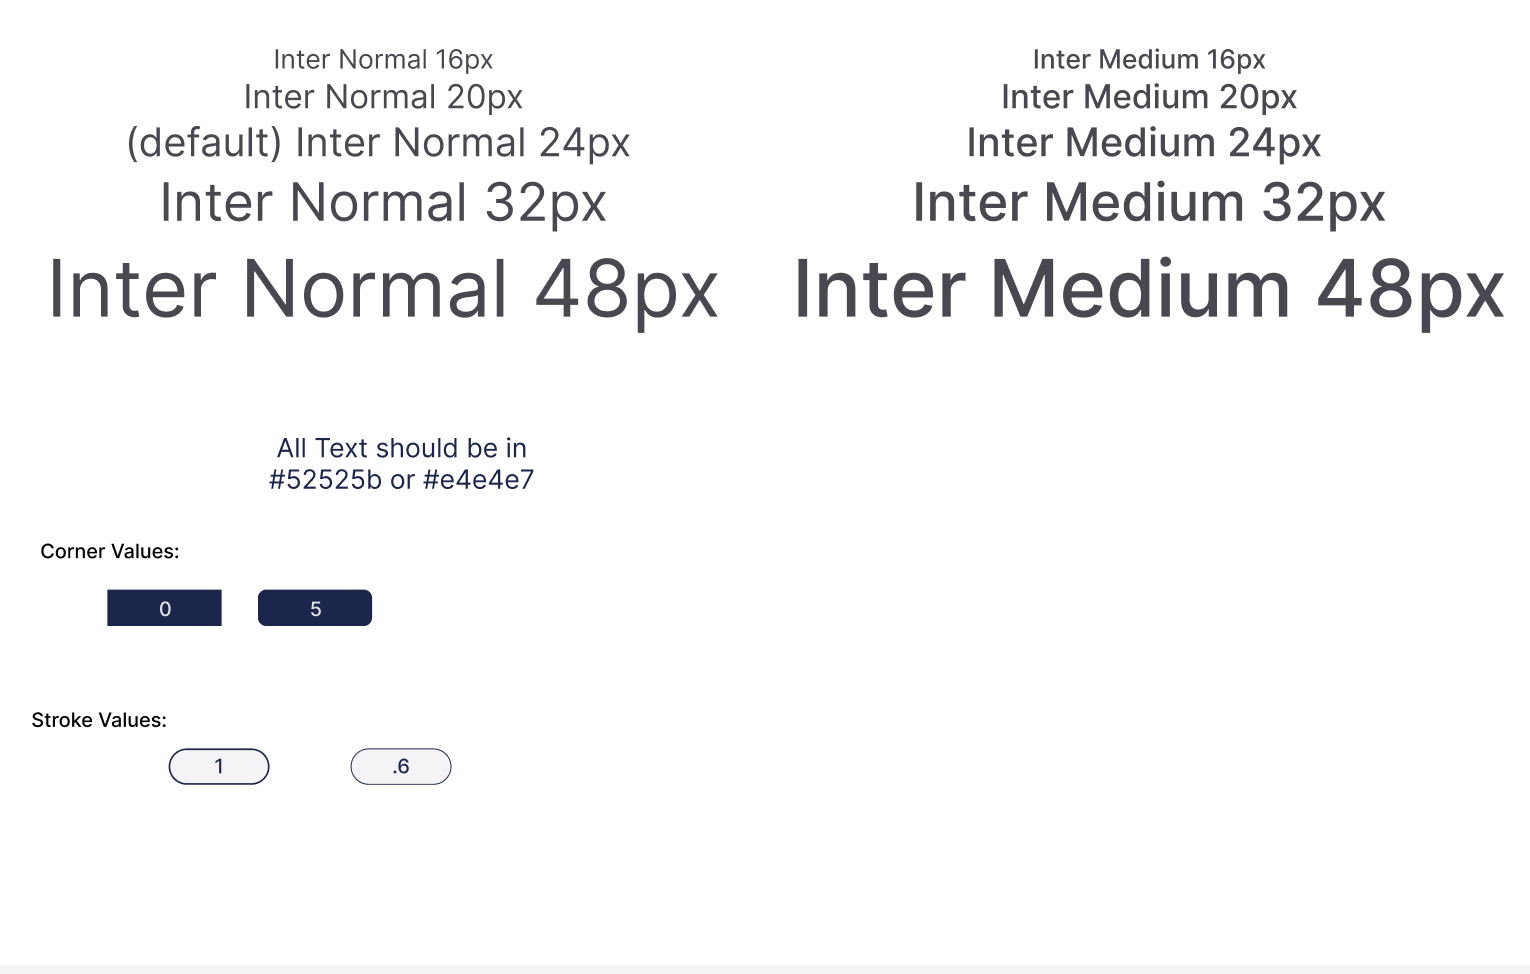 Inter Normal 16px
Inter Normal 20px
(default) Inter Normal 24px
Inter Normal 32px
Inter Normal 48px
Inter Medium 16px
Inter Medium 20px
Inter Medium 24px
Inter Medium 32px
Inter Medium 48px
All Text should be in
#52525b or #e4e4e7
Corner Values:
0
5
Stroke Values:
1
.6